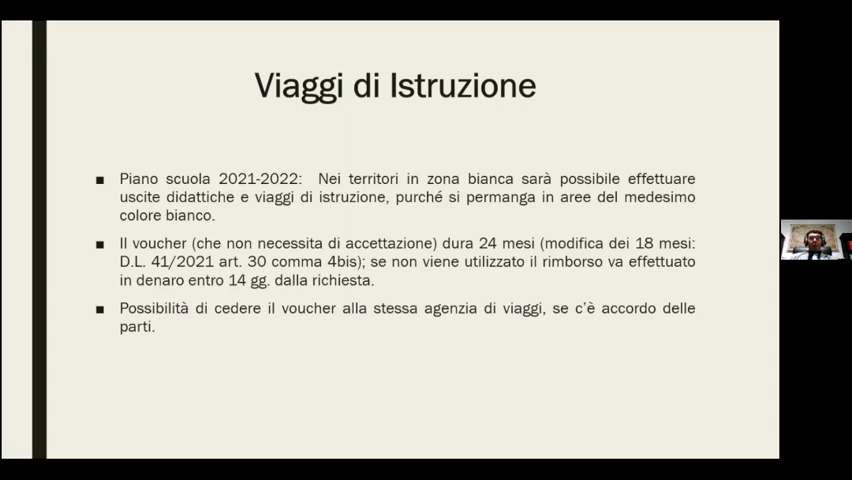 Viaggi di Istruzione
■ Piano scuola 2021-2022: Nei territori in zona bianca sarà possibile effettuare
uscite didattiche e viaggi di istruzione, purché si permanga in aree del medesimo
colore bianco.
■ Il voucher (che non necessita di accettazione) dura 24 mesi (modifica dei 18 mesi:
D.L. 41/2021 art. 30 comma 4bis); se non viene utilizzato il rimborso va effettuato
in denaro entro 14 gg. dalla richiesta.
■ Possibilità di cedere il voucher alla stessa agenzia di viaggi, se c'è accordo delle
parti.